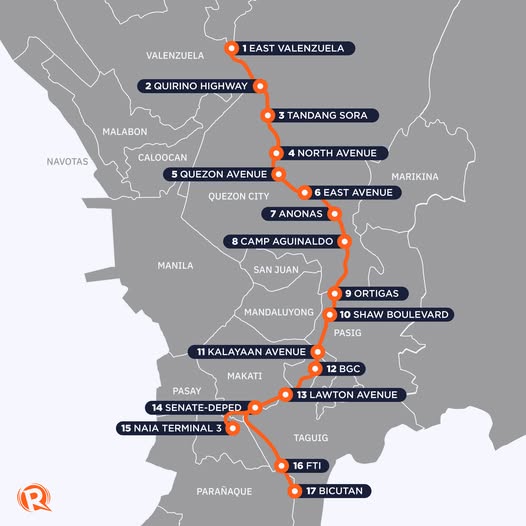 VALENZUELA
1 EAST VALENZUELA
2 QUIRINO HIGHWAY
3 TANDANG SORA
MALABON
4 NORTH AVENUE
NAVOTAS
CALOOCAN
5 QUEZON AVENUE
MARIKINA
QUEZON CITY
6 EAST AVENUE
7 ANONAS
8 CAMP AGUINALDO
MANILA
SAN JUAN
9 ORTIGAS
MANDALUYONG
10 SHAW BOULEVARD
PASIG
11 KALAYAAN AVENUE
12 BGC
MAKATI
PASAY
13 LAWTON AVENUE
14 SENATE-DEPED
15 NAIA TERMINAL 3
TAGUIG
16 FTI
PARAÑAQUE
17 BICUTAN
R